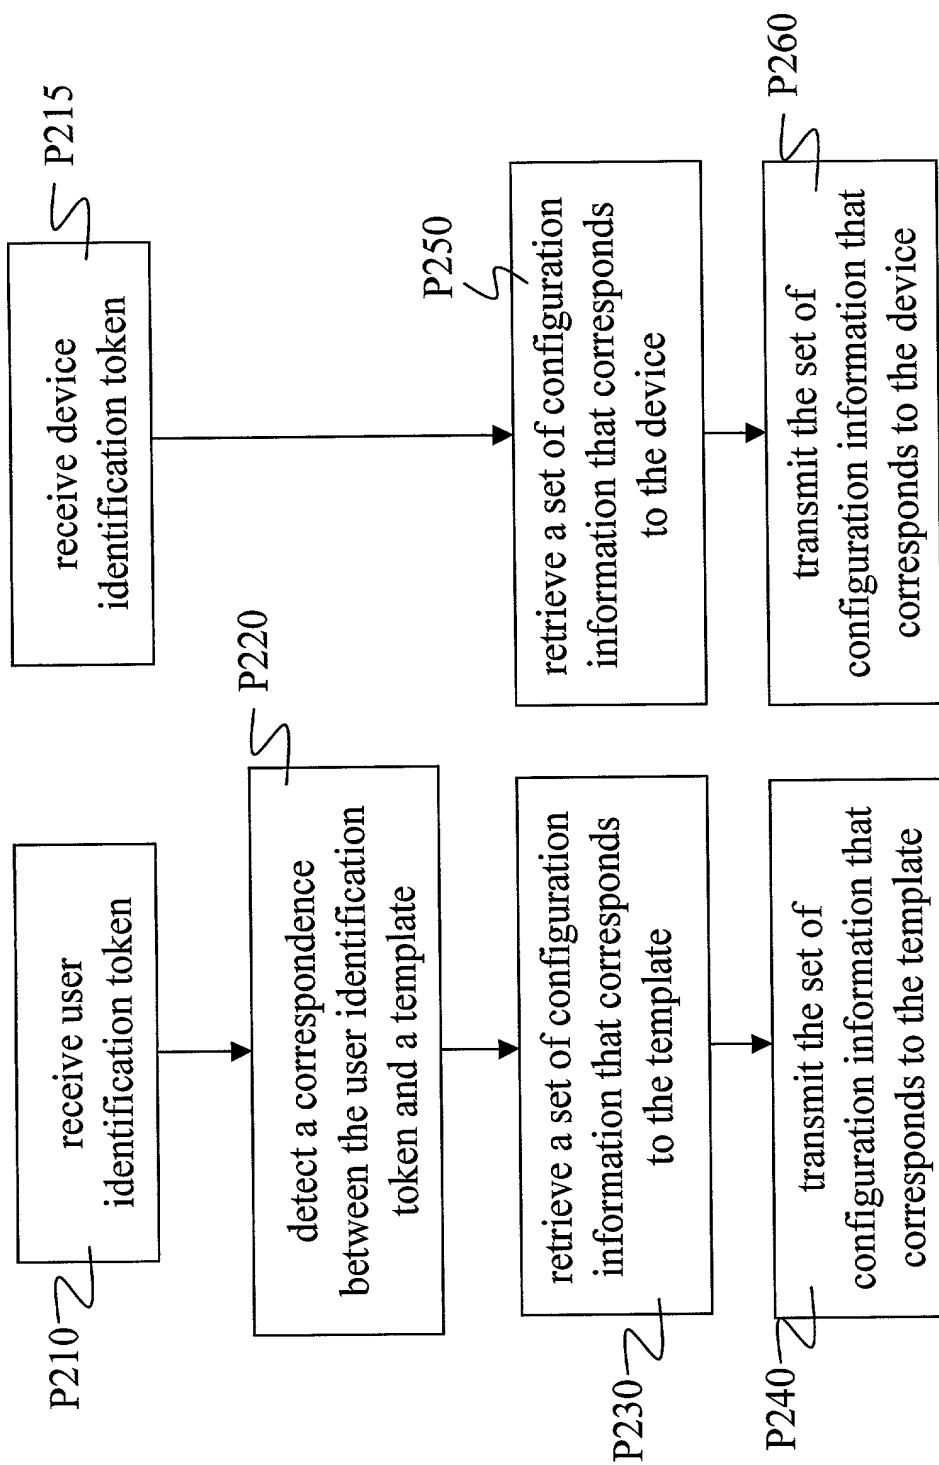 P210
receive user
identification token
P220
detect a correspondence
between the user identification
token and a template
P230
retrieve a set of configuration
information that corresponds
to the template
P240
transmit the set of
configuration information that
corresponds to the template
P215
receive device
identification token
P250
retrieve a set of configuration
information that corresponds
to the device
P260
transmit the set of
configuration information that
corresponds to the device